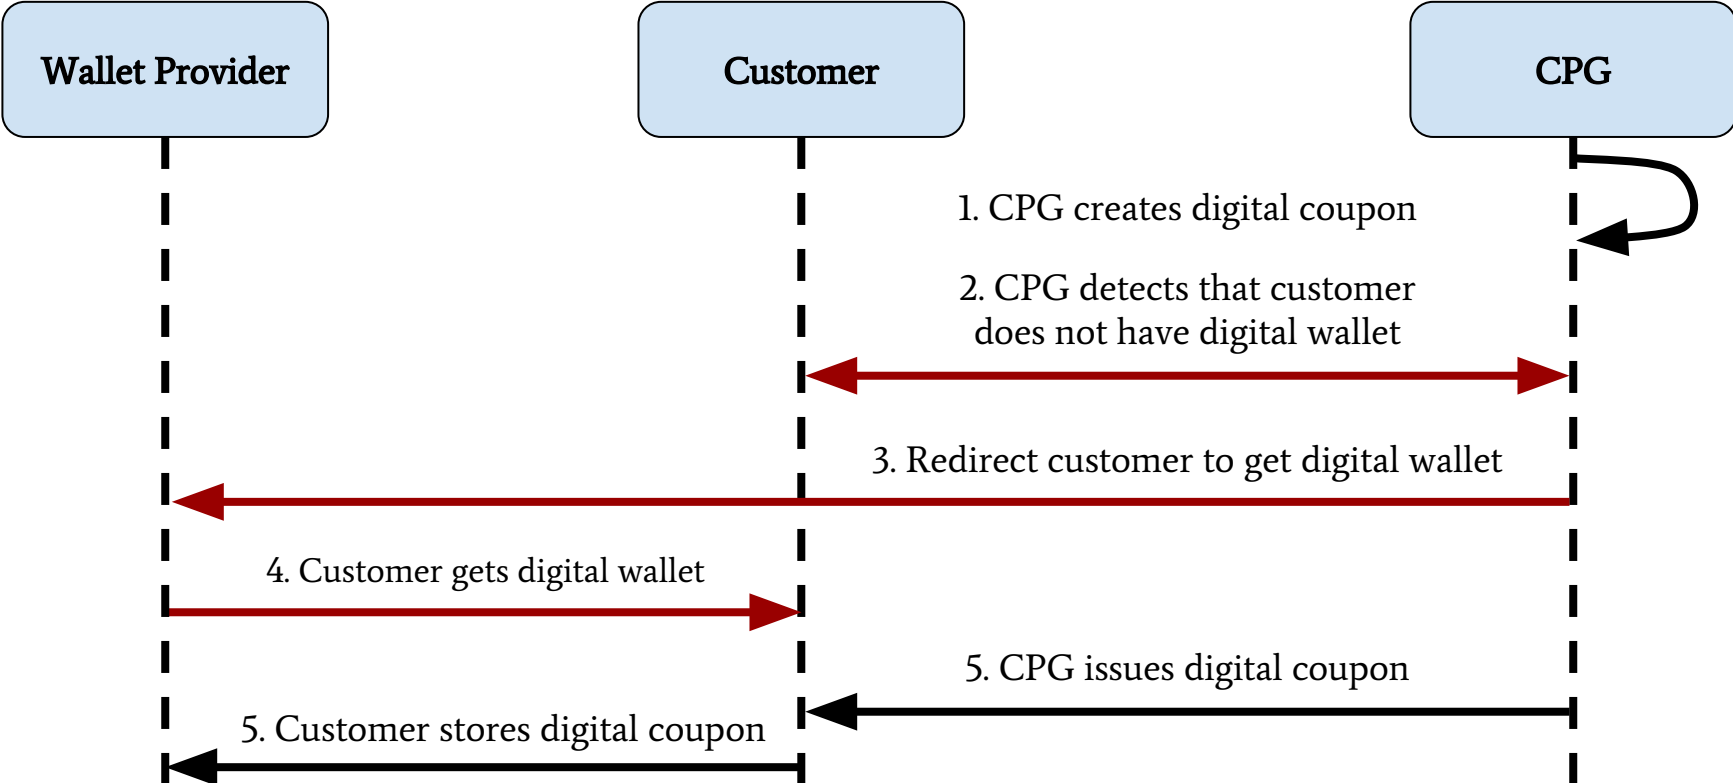 Wallet Provider
Customer
CPG
1. CPG creates digital coupon
2. CPG detects that customer
does not have digital wallet
3. Redirect customer to get digital wallet
4. Customer gets digital wallet
5. CPG issues digital coupon
5. Customer stores digital coupon